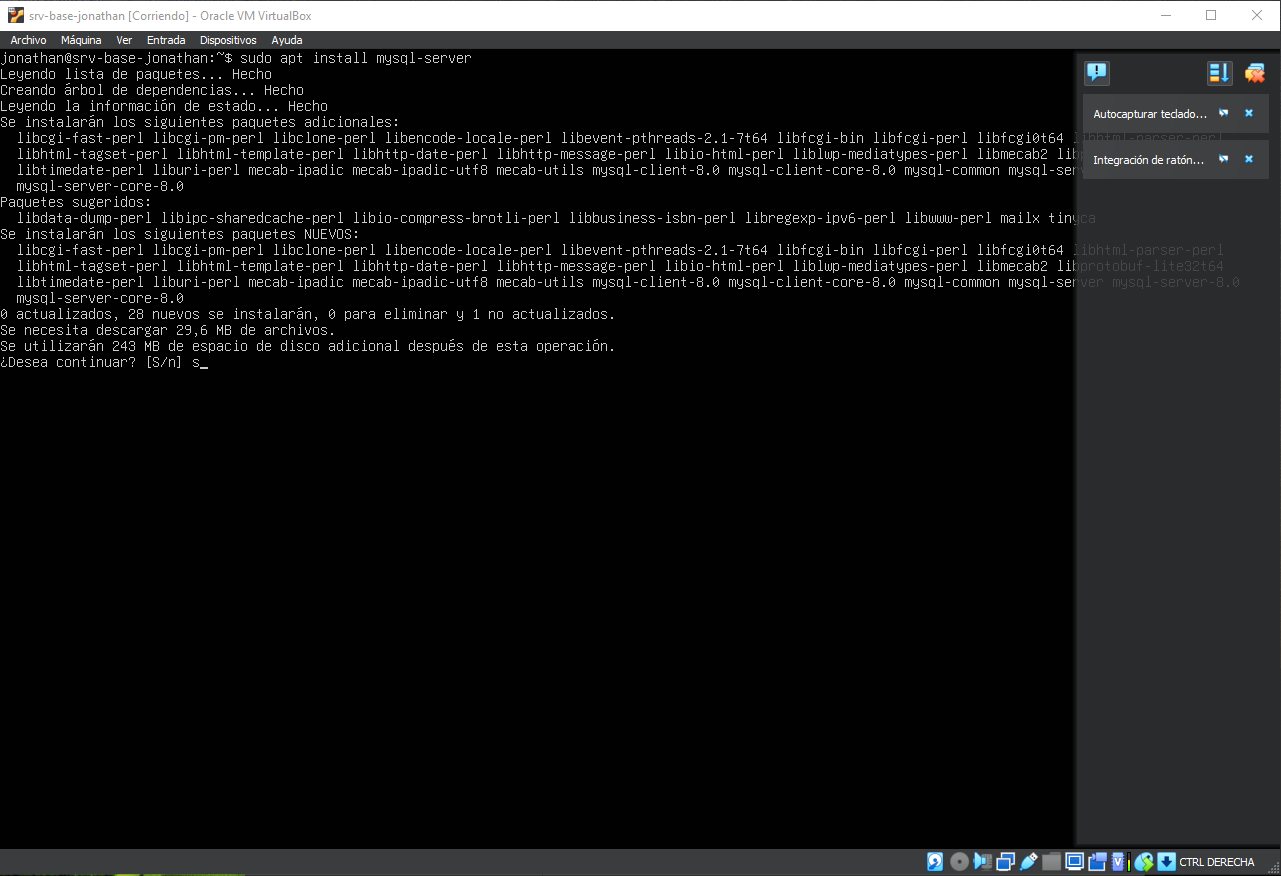 srv-base-jonathan [Corriendo] - Oracle VM VirtualBox
Archivo Máquina Ver Entrada Dispositivos Ayuda
jonathan@srv-base-jonathan:~$ sudo apt install mysql-server
Leyendo lista de paquetes... Hecho
Creando árbol de dependencias... Hecho
Leyendo la información de estado... Hecho
Se instalarán los siguientes paquetes adicionales:
libcgi-fast-perl libcgi-pm-perl libclone-perl libencode-locale-perl libevent-pthreads-2.1-7t64 libfcgi-bin libfcgi-perl libfcgi0t64 libhtml-parser-perl
libhtml-tagset-perl libhtml-template-perl libhttp-date-perl libhttp-message-perl libio-html-perl liblwp-mediatypes-perl libmecab2
libtimedate-perl liburi-perl mecab-ipadic mecab-ipadic-utf8 mecab-utils mysql-client-8.0 mysql-client-core-8.0 mysql-common
mysql-server-core-8.0
Paquetes sugeridos:
libdata-dump-perl libipc-sharedcache-perl libio-compress-brotli-perl libbusiness-isbn-perl libregexp-ipv6-perl libwww-perl mailx tinyca
Se instalarán los siguientes paquetes NUEVOS:
libcgi-fast-perl libcgi-pm-perl libclone-perl libencode-locale-perl libevent-pthreads-2.1-7t64 libfcgi-bin libfcgi-perl libfcgi0t64 libhtml-parser-perl
libhtml-tagset-perl libhtml-template-perl libhttp-date-perl libhttp-message-perl libio-html-perl liblwp-mediatypes-perl libmecab2 libprotobuf-lite32t64
libtimedate-perl liburi-perl mecab-ipadic mecab-ipadic-utf8 mecab-utils mysql-client-8.0 mysql-client-core-8.0 mysql-common mysql-server mysql-server-8.0
mysql-server-core-8.0
0 actualizados, 28 nuevos se instalarán, 0 para eliminar y 1 no actualizados.
Se necesita descargar 29,6 MB de archivos.
Se utilizarán 243 MB de espacio de disco adicional después de esta operación.
¿Desea continuar? [S/n] s_
Autocapturar teclado...
Integración de ratón...
CTRL DERECHA